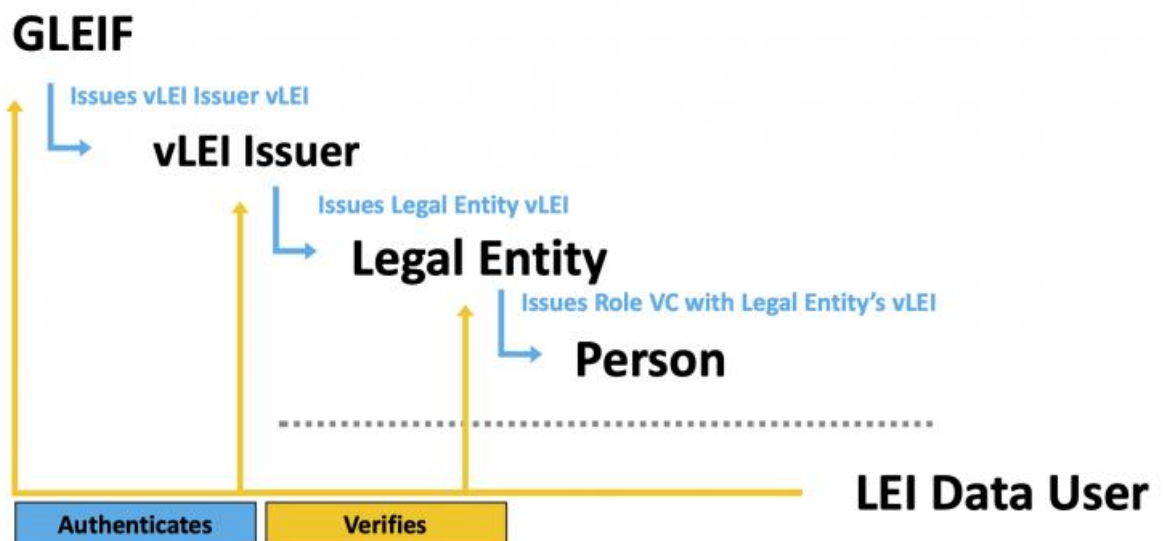 GLEIF
Issues vLEI Issuer vLEI
vLEI Issuer
Issues Legal Entity vLEI
Legal Entity
Issues Role VC with Legal Entity's vLEI
Person
LEI Data User
Authenticates
Verifies